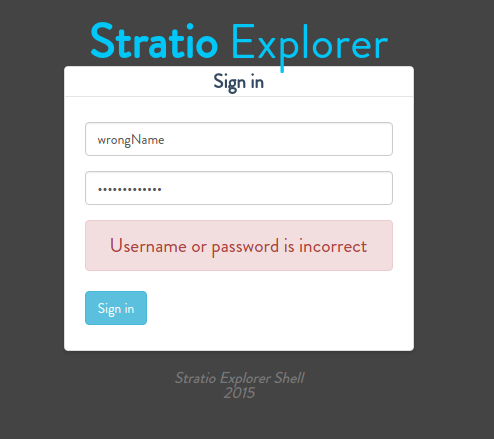 Stratio Explorer
Sign in
wrongName
•••••••••••••
Username or password is incorrect
Sign in
Stratio Explorer Shell
2015